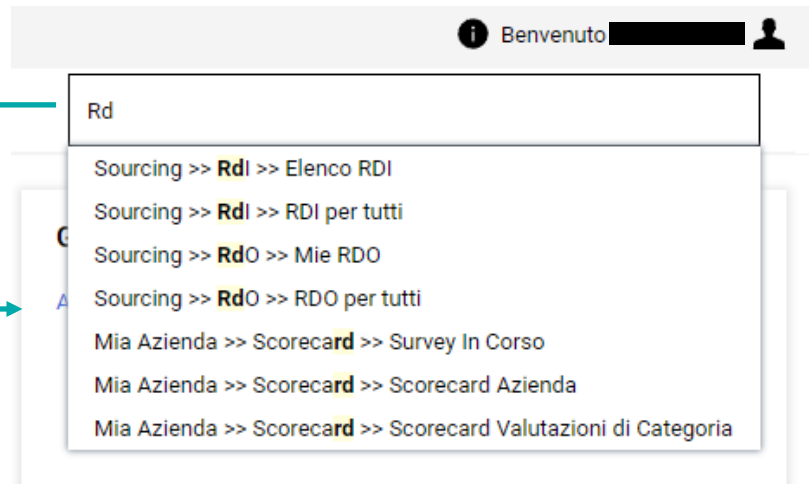 Benvenuto
Rd
Sourcing >> RdI >> Elenco RDI
Sourcing >> RdI >> RDI per tutti
Sourcing >> RdO >> Mie RDO
Sourcing >> RdO >> RDO per tutti
Mia Azienda >> Scorecard >> Survey In Corso
Mia Azienda >> Scorecard >> Scorecard Azienda
Mia Azienda >> Scorecard >> Scorecard Valutazioni di Categoria